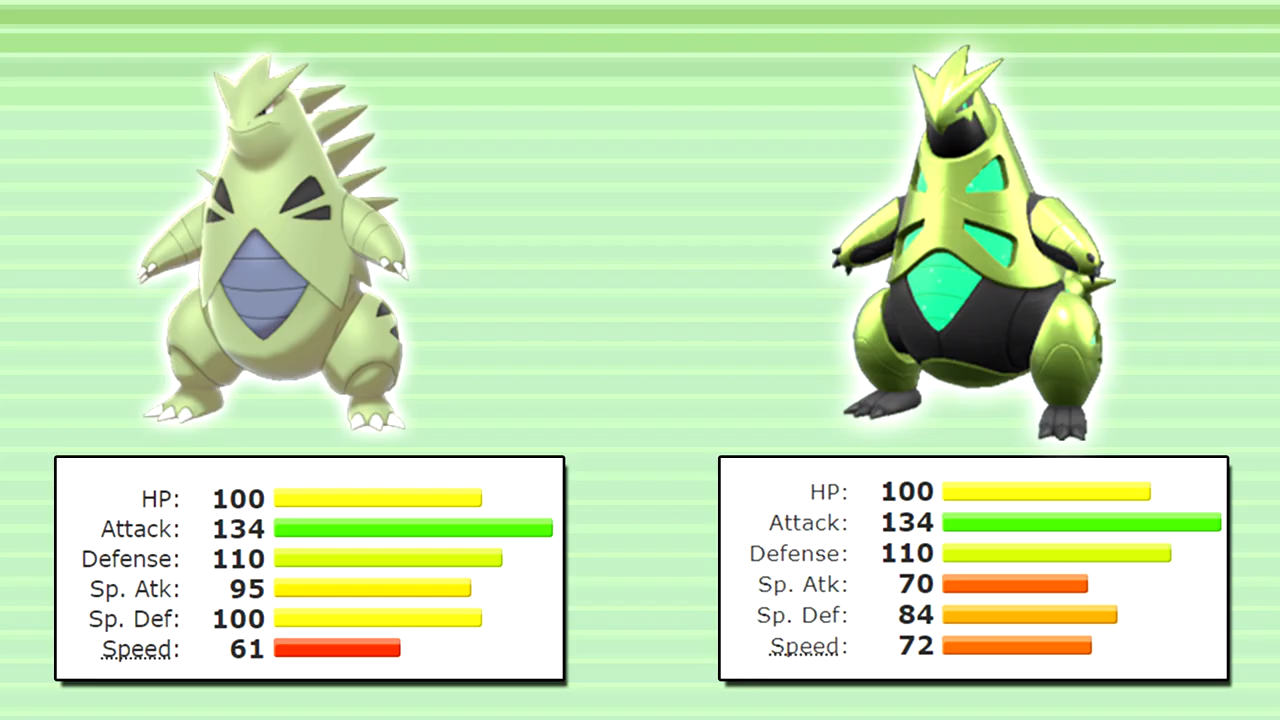 HP: 100
Attack: 134
Defense: 110
Sp. Atk: 95
Sp. Def: 100
Speed: 61
HP: 100
Attack: 134
Defense: 110
Sp. Atk: 70
Sp. Def: 84
Speed: 72